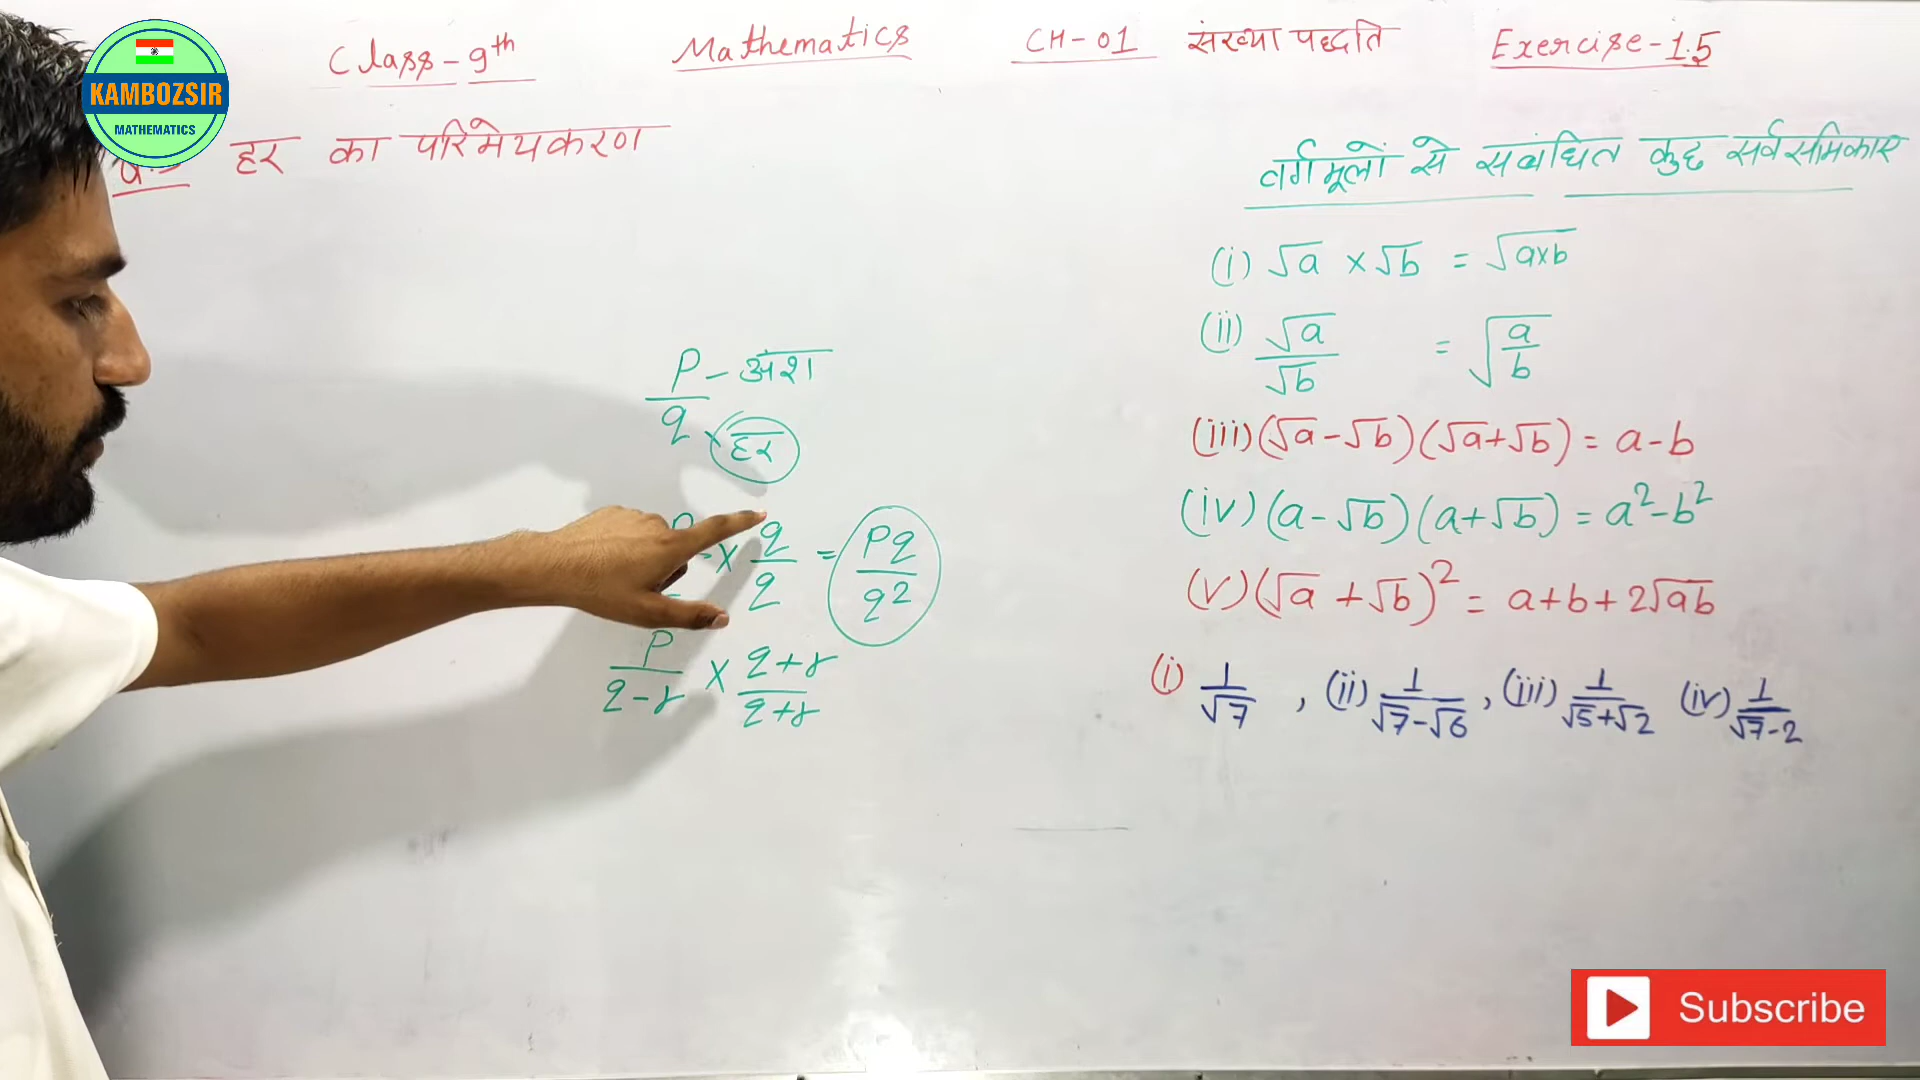 KAMBOZSIR
MATHEMATICS
Class-9th Mathematics CH-01 संख्या पद्धति Exercise-1.5
हर का परिमेयकरण
वर्गमूलों से सबंधित कुछ सर्वसमिकाए
(i) √a × √b = √a×b
(ii) √a/√b = √a/b
(iii) (√a-√b)(√a+√b) = a-b
(iv) (a-√b)(a+√b) = a²-b²
(v) (√a+√b)² = a+b+2√ab
(i) 1/√7 , (ii) 1/√7-√6 , (iii) 1/√5+√2 (iv) 1/√7-2
P/q - अंश
हर
× q/q = Pq/q²
P/q-r × q+r/q+r
Subscribe